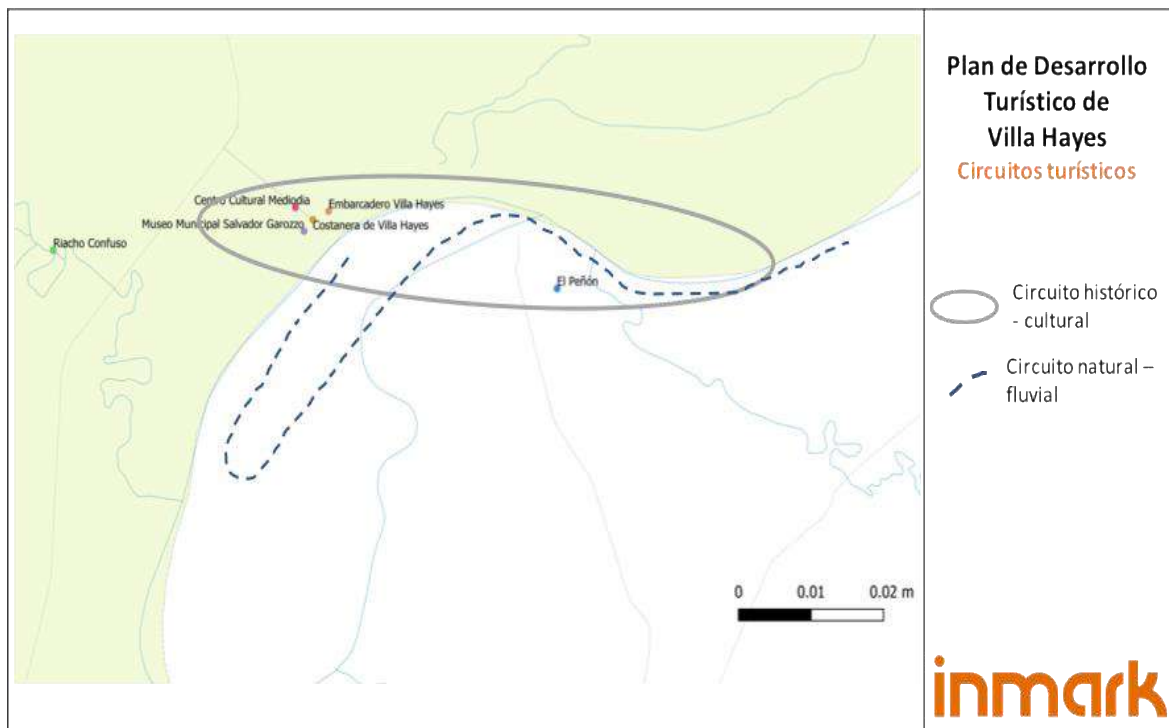 Centro Cultural Mediodia
Embarcadero Villa Hayes
Museo Municipal Salvador Garozzo
Costanera de Villa Hayes
Riacho Confuso
El Peñón
0 0.01 0.02 m
Plan de Desarrollo
Turístico de
Villa Hayes
Circuitos turísticos
Circuito histórico
- cultural
Circuito natural –
fluvial
inmark